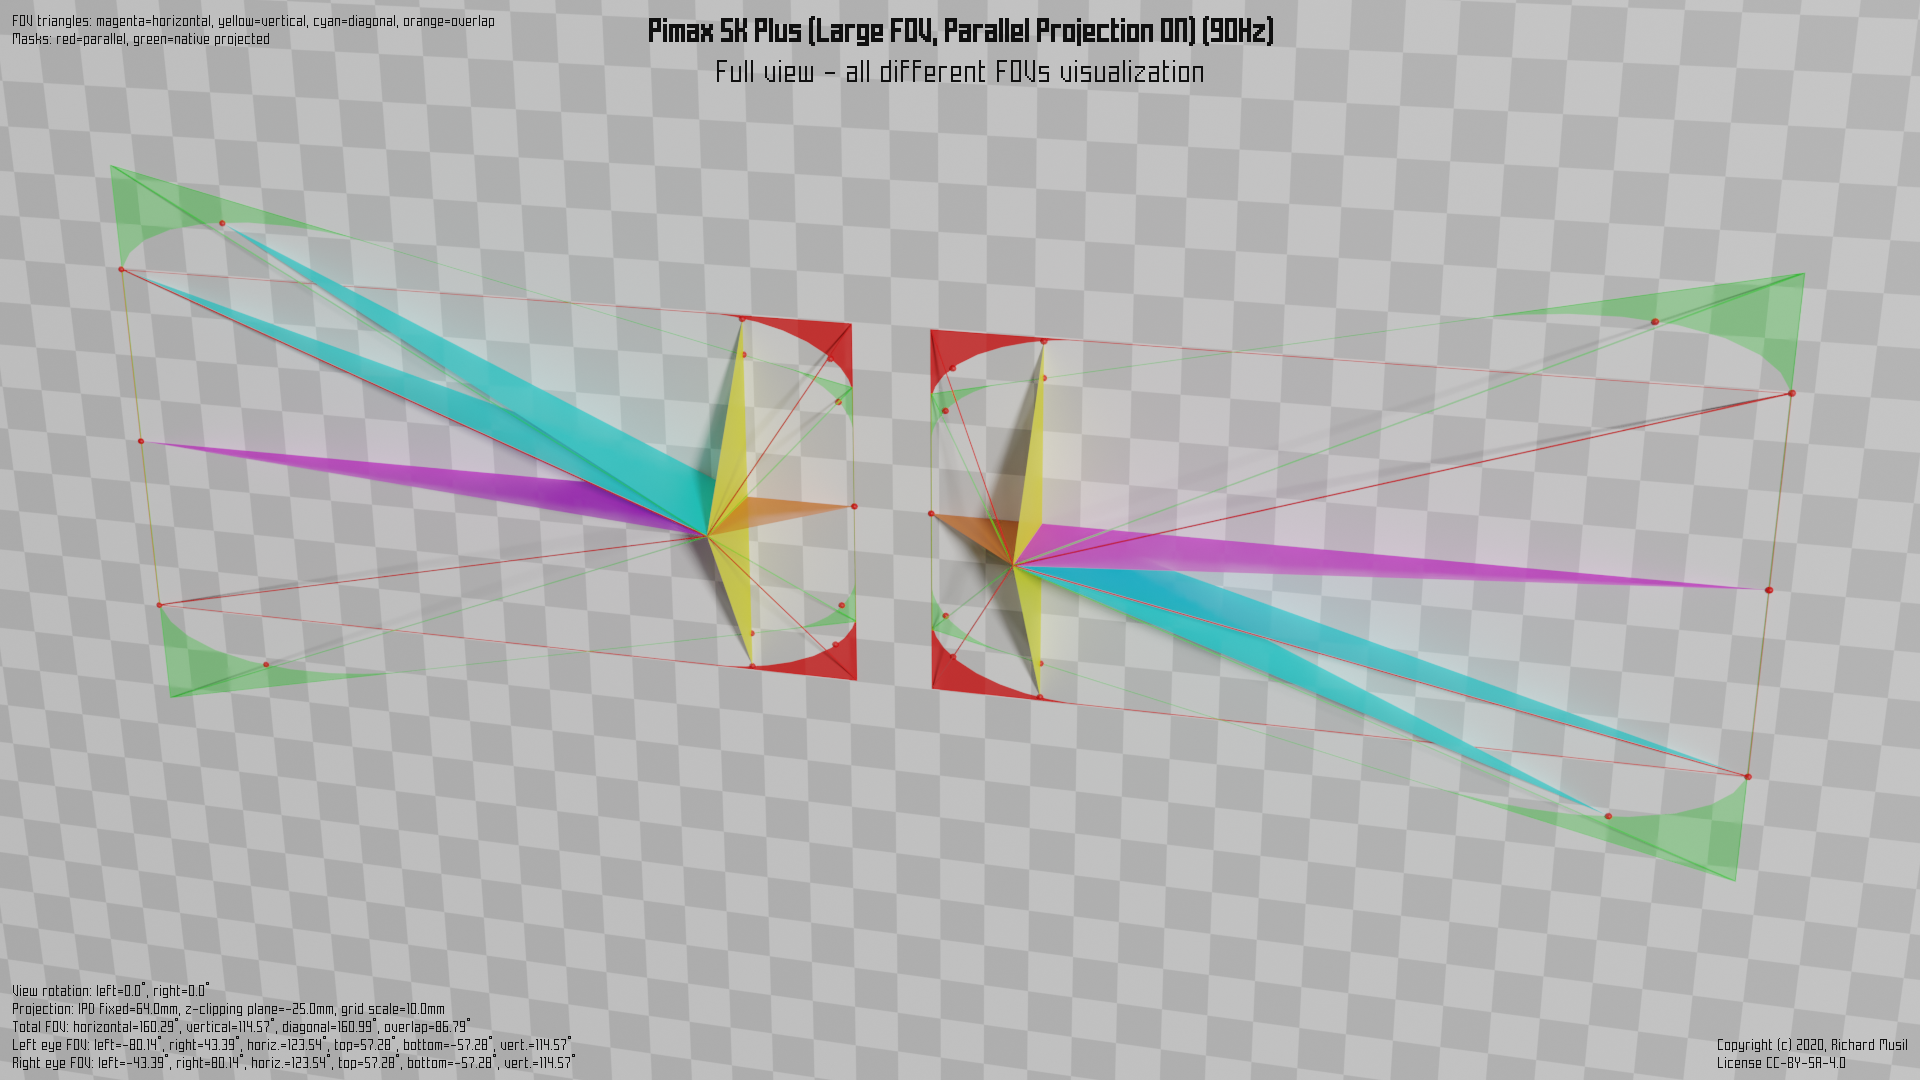 FOV triangles: magenta=horizontal, yellow=vertical, cyan=diagonal, orange=overlap
Masks: red=parallel, green=native projected
Pimax 5K Plus (Large FOV, Parallel Projection ON) (90Hz)
Full view - all different FOVs visualization
View rotation: left=0.0°, right=0.0°
Projection: IPD fixed=64.0mm, z-clipping plane=-25.0mm, grid scale=10.0mm
Total FOV: horizontal=160.29°, vertical=114.57°, diagonal=160.99°, overlap=86.79°
Left eye FOV: left=-80.14°, right=43.39°, horiz.=123.54°, top=57.28°, bottom=-57.28°, vert.=114.57°
Right eye FOV: left=-43.39°, right=80.14°, horiz.=123.54°, top=57.28°, bottom=-57.28°, vert.=114.57°
Copyright (c) 2020, Richard Musil
License CC-BY-SA-4.0